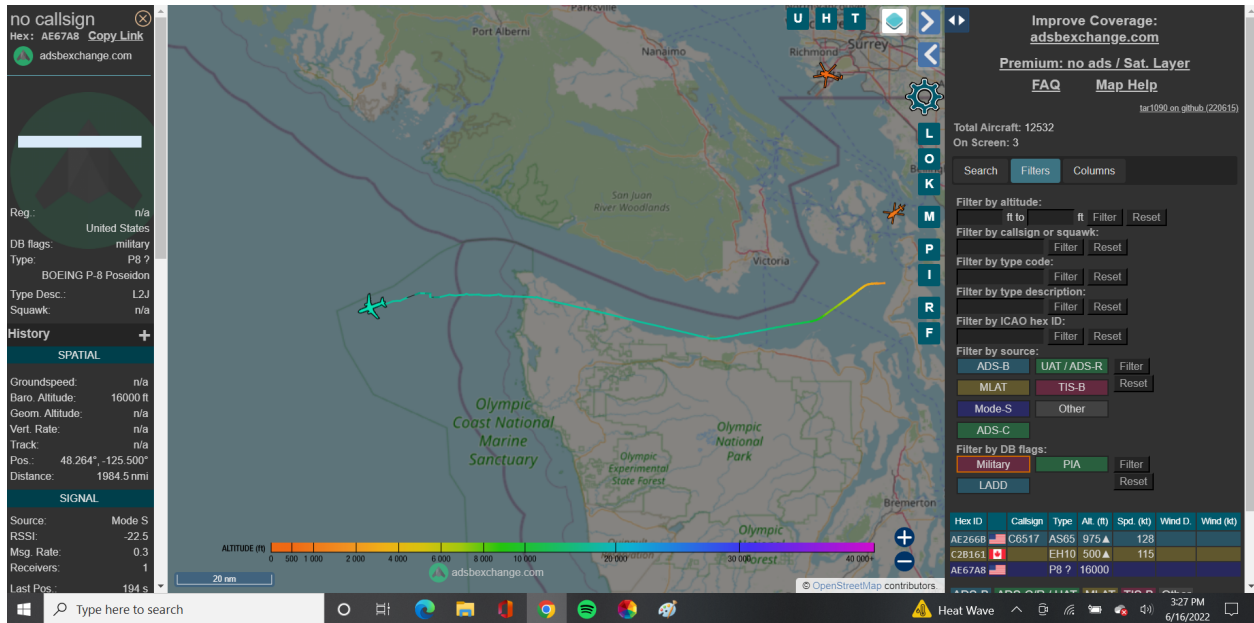 no callsign
Hex: AE67A8 Copy Link
adsbexchange.com
Reg.: n/a
United States
DB flags: military
Type: P8 ?
BOEING P-8 Poseidon
Type Desc.: L2J
Squawk: n/a
History +
SPATIAL
Groundspeed: n/a
Baro. Altitude: 16000 ft
Geom. Altitude: n/a
Vert. Rate: n/a
Track: n/a
Pos.: 48.264°, -125.500°
Distance: 1984.5 nmi
SIGNAL
Source: Mode S
RSSI: -22.5
Msg. Rate: 0.3
Receivers: 1
Last Pos.: 194 s
Parksville
Port Alberni
Nanaimo
Richmond
Surrey
San Juan
River Woodlands
Victoria
Olympic
Coast National
Marine
Sanctuary
Olympic
National
Park
Olympic
Experimental
State Forest
Bremerton
Olympic
ALTITUDE (ft) 0 500 1 000 2 000 4 000 6 000 8 000 10 000 20 000 30 000 40 000+
adsbexchange.com
20 nm
© OpenStreetMap contributors.
U H T
L
O
K
M
P
I
R
F
Improve Coverage:
adsbexchange.com
Premium: no ads / Sat. Layer
FAQ Map Help
tar1090 on github (220615)
Total Aircraft: 12532
On Screen: 3
Search Filters Columns
Filter by altitude:
ft to ft Filter Reset
Filter by callsign or squawk:
Filter Reset
Filter by type code:
Filter Reset
Filter by type description:
Filter Reset
Filter by ICAO hex ID:
Filter Reset
Filter by source:
ADS-B UAT / ADS-R Filter
MLAT TIS-B Reset
Mode-S Other
ADS-C
Filter by DB flags:
Military PIA Filter
LADD Reset
Hex ID Callsign Type Alt. (ft) Spd. (kt) Wind D. Wind (kt)
AE266B C6517 AS65 975▲ 128
C2B161 EH10 500▲ 115
AE67A8 P8 ? 16000
ADS-B ADS-C/R / UAT MLAT TIS-B Other
Type here to search
Heat Wave
3:27 PM
6/16/2022